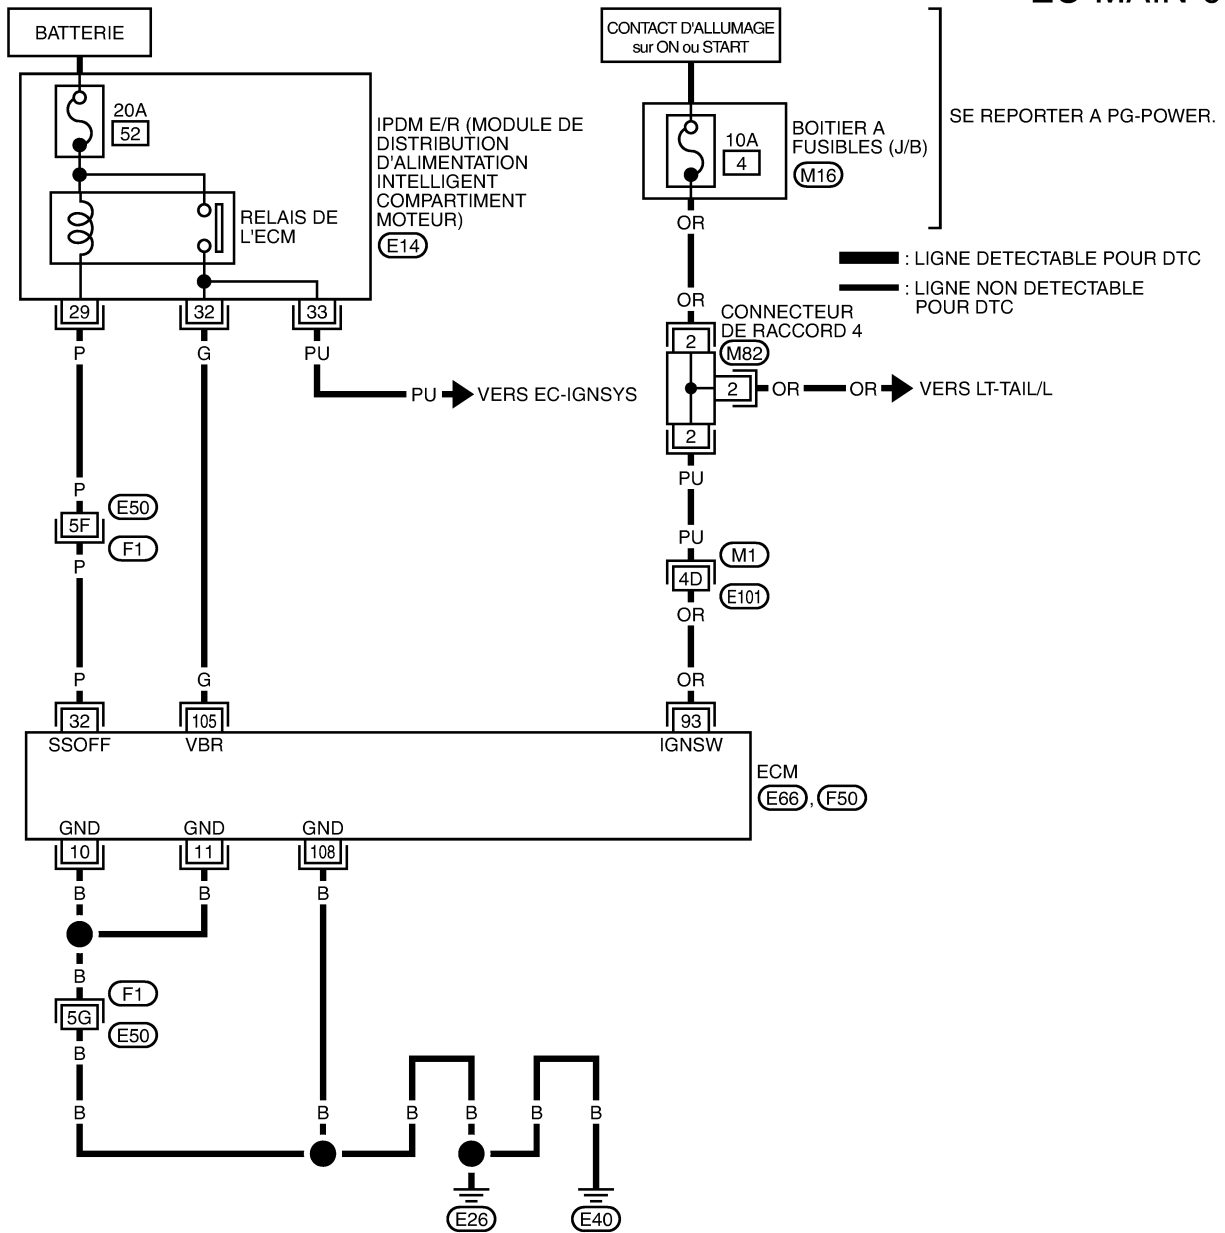 BATTERIE
CONTACT D'ALLUMAGE
sur ON ou START
20A
52
IPDM E/R (MODULE DE
DISTRIBUTION
D'ALIMENTATION
INTELLIGENT
COMPARTIMENT
MOTEUR)
E14
RELAIS DE
L'ECM
10A
4
BOITIER A
FUSIBLES (J/B)
M16
SE REPORTER A PG-POWER.
OR
: LIGNE DETECTABLE POUR DTC
: LIGNE NON DETECTABLE
POUR DTC
29
32
33
P
G
PU
PU
VERS EC-IGNSYS
OR
CONNECTEUR
DE RACCORD 4
M82
2
2
OR
OR
VERS LT-TAIL/L
2
PU
P
E50
5F
F1
P
PU
M1
4D
E101
OR
P
G
OR
32
105
93
SSOFF
VBR
IGNSW
ECM
E66 , F50
GND
GND
GND
10
11
108
B
B
B
B
F1
5G
E50
B
B
B
B
B
B
B
E26
E40